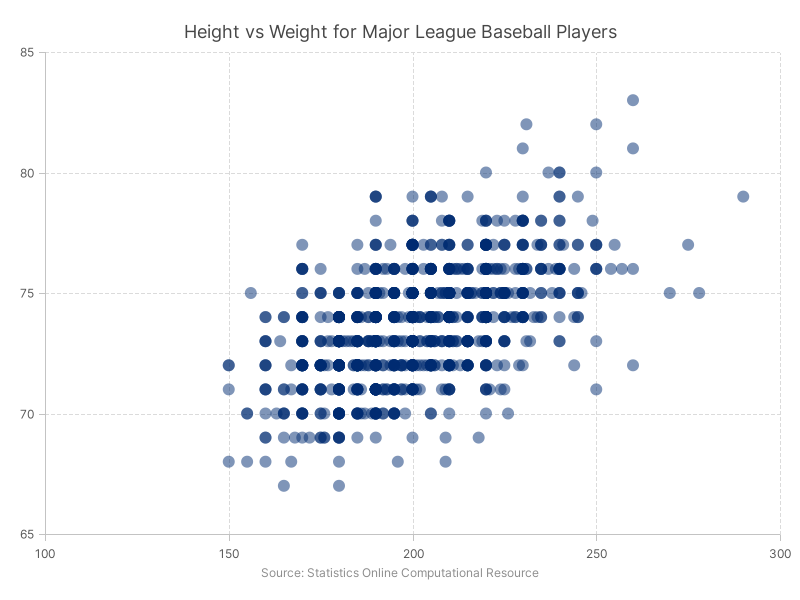 Height vs Weight for Major League Baseball Players
85
80
75
70
65
100 150 200 250 300
Source: Statistics Online Computational Resource